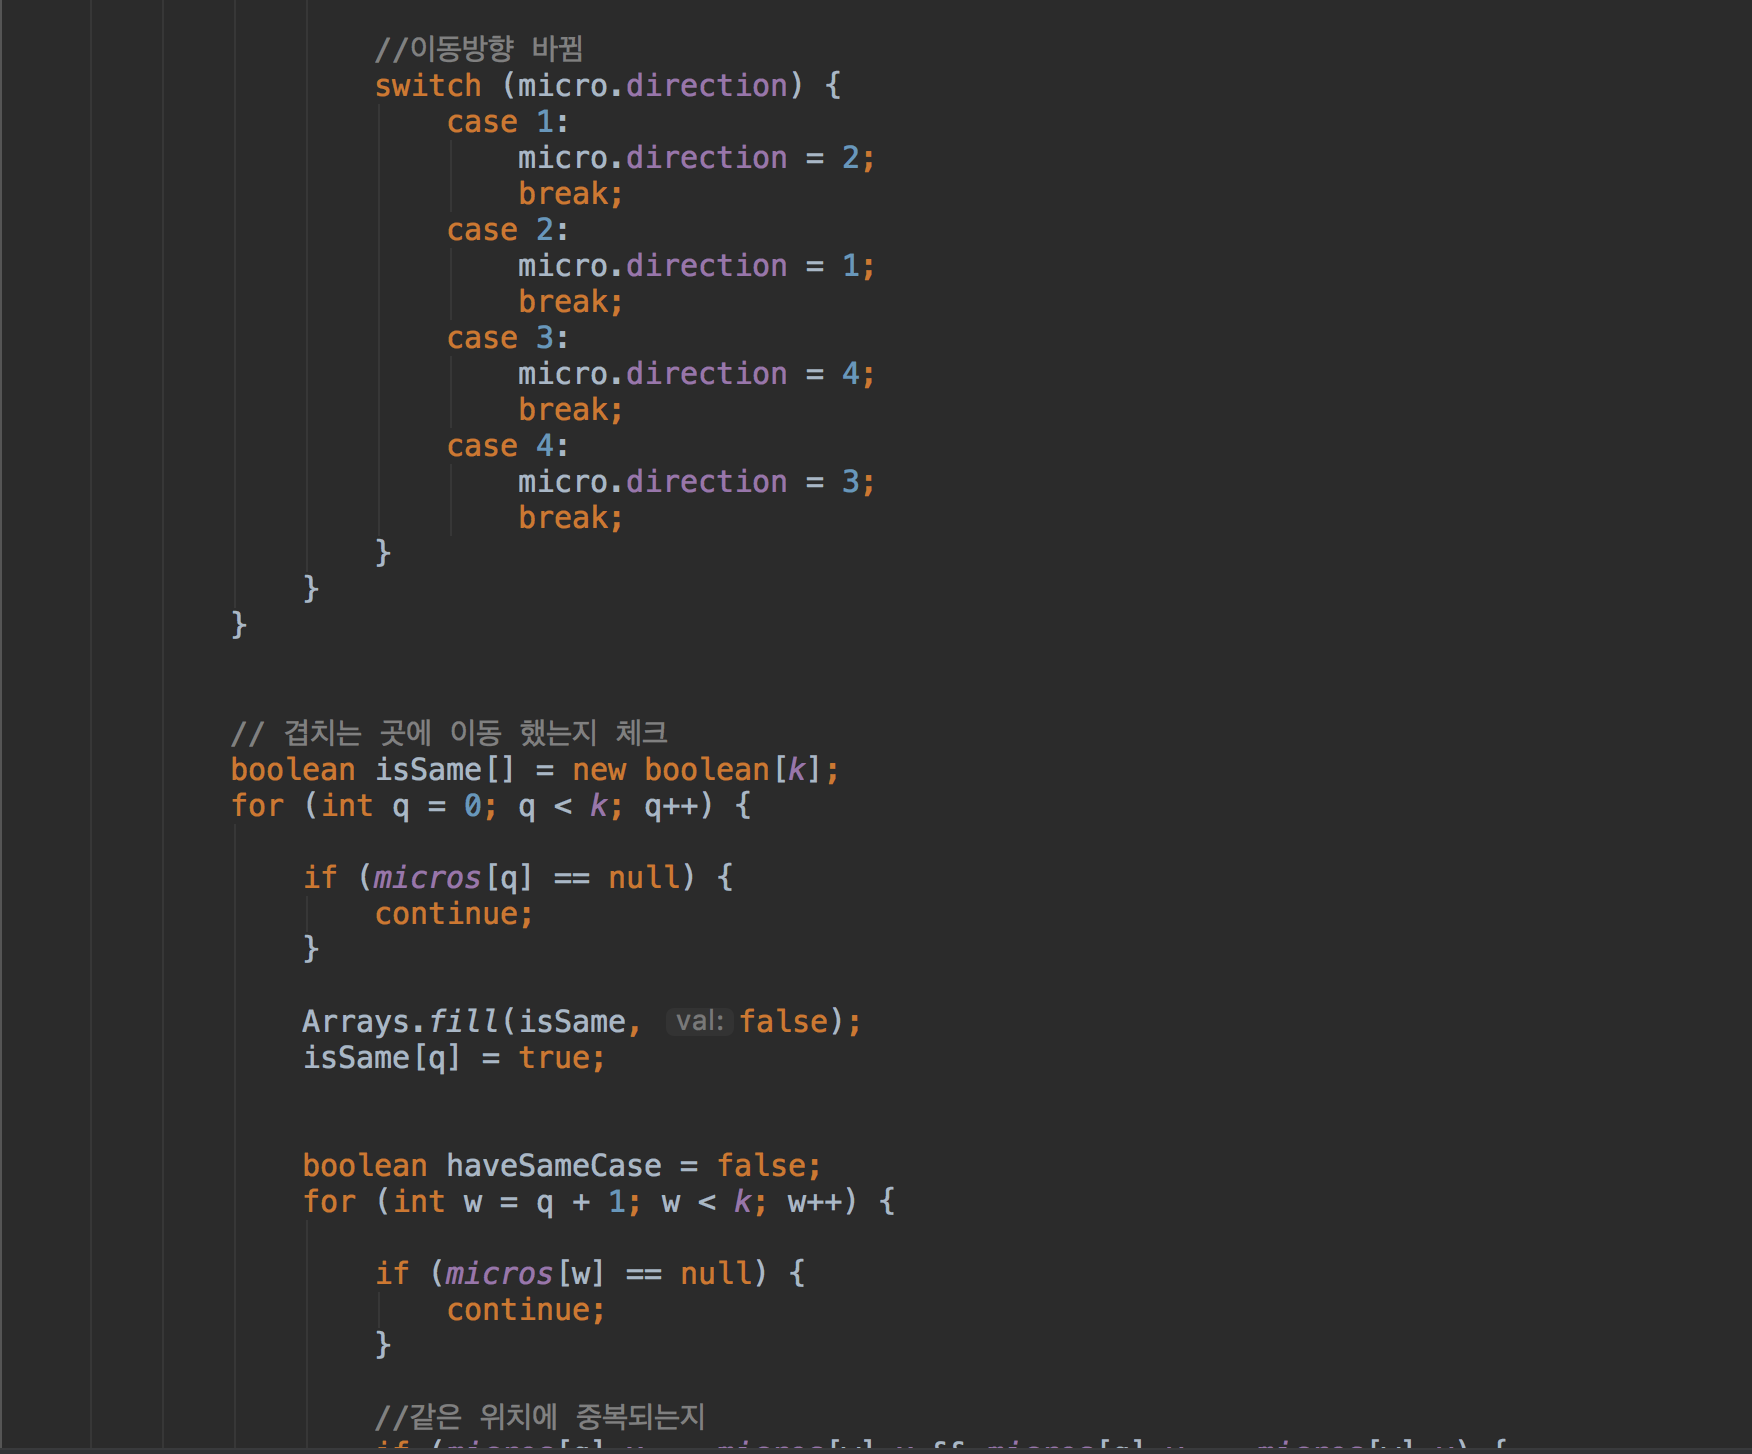 //이동방향 바뀜
switch (micro.direction) {
case 1:
micro.direction = 2;
break;
case 2:
micro.direction = 1;
break;
case 3:
micro.direction = 4;
break;
case 4:
micro.direction = 3;
break;
}
}
}
// 겹치는 곳에 이동 했는지 체크
boolean isSame[] = new boolean[k];
for (int q = 0; q < k; q++) {
if (micros[q] == null) {
continue;
}
Arrays.fill(isSame, val: false);
isSame[q] = true;
boolean haveSameCase = false;
for (int w = q + 1; w < k; w++) {
if (micros[w] == null) {
continue;
}
//같은 위치에 중복되는지